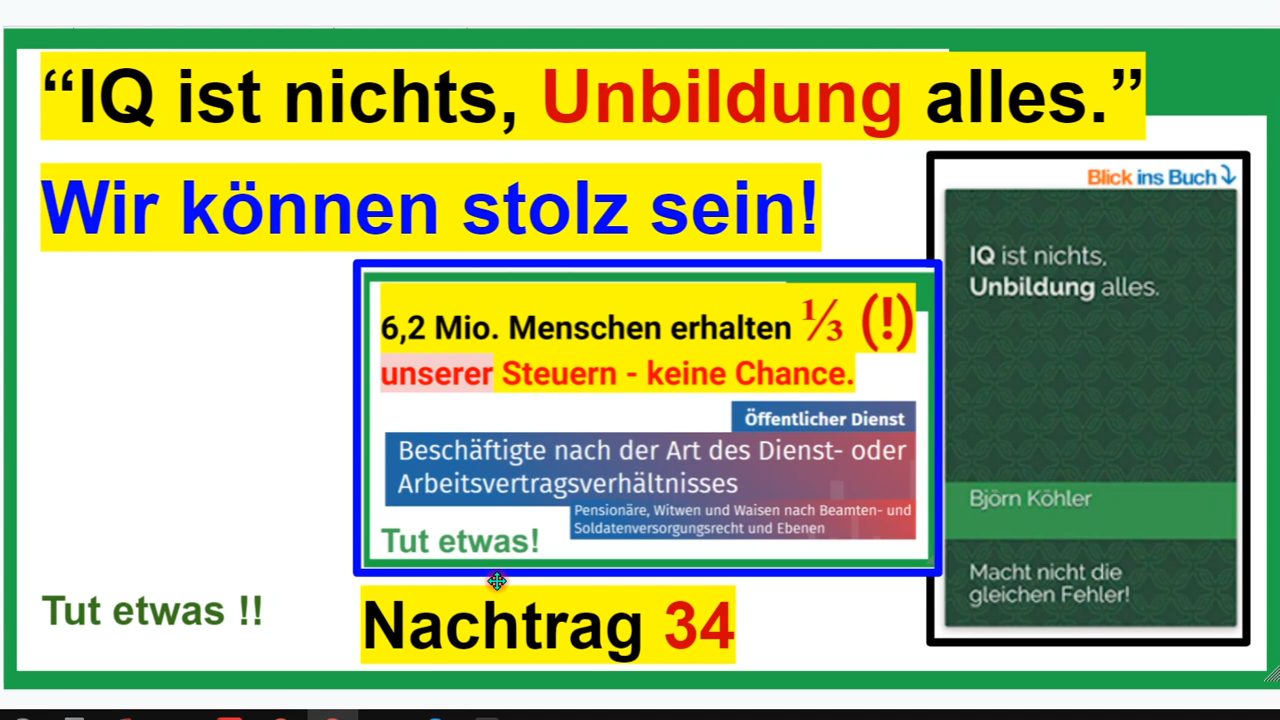 “IQ ist nichts, Unbildung alles.”
Wir können stolz sein!
Blick ins Buch
IQ ist nichts,
Unbildung alles.
Björn Köhler
Macht nicht die
gleichen Fehler!
6,2 Mio. Menschen erhalten ⅓ (!)
unserer Steuern - keine Chance.
Öffentlicher Dienst
Beschäftigte nach der Art des Dienst- oder
Arbeitsvertragsverhältnisses
Pensionäre, Witwen und Waisen nach Beamten- und
Soldatenversorgungsrecht und Ebenen
Tut etwas!
Tut etwas !!
Nachtrag 34